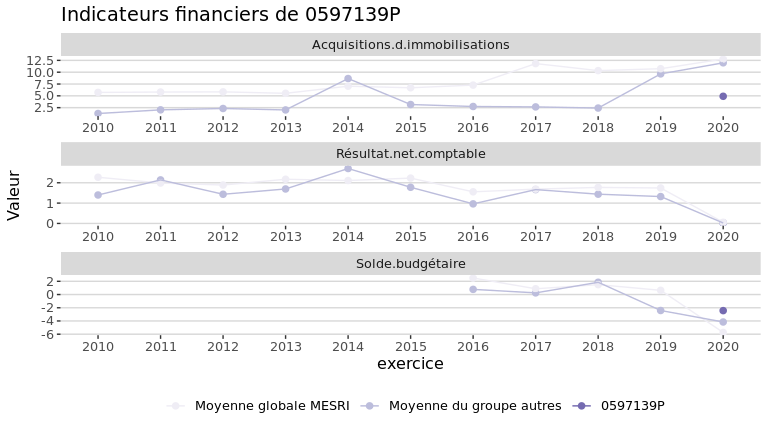 Indicateurs financiers de 0597139P
Acquisitions.d.immobilisations
12.5
10.0
7.5
5.0
2.5
2010 2011 2012 2013 2014 2015 2016 2017 2018 2019 2020
Résultat.net.comptable
2
1
0
2010 2011 2012 2013 2014 2015 2016 2017 2018 2019 2020
Valeur
Solde.budgétaire
2
0
-2
-4
-6
2010 2011 2012 2013 2014 2015 2016 2017 2018 2019 2020
exercice
Moyenne globale MESRI Moyenne du groupe autres 0597139P